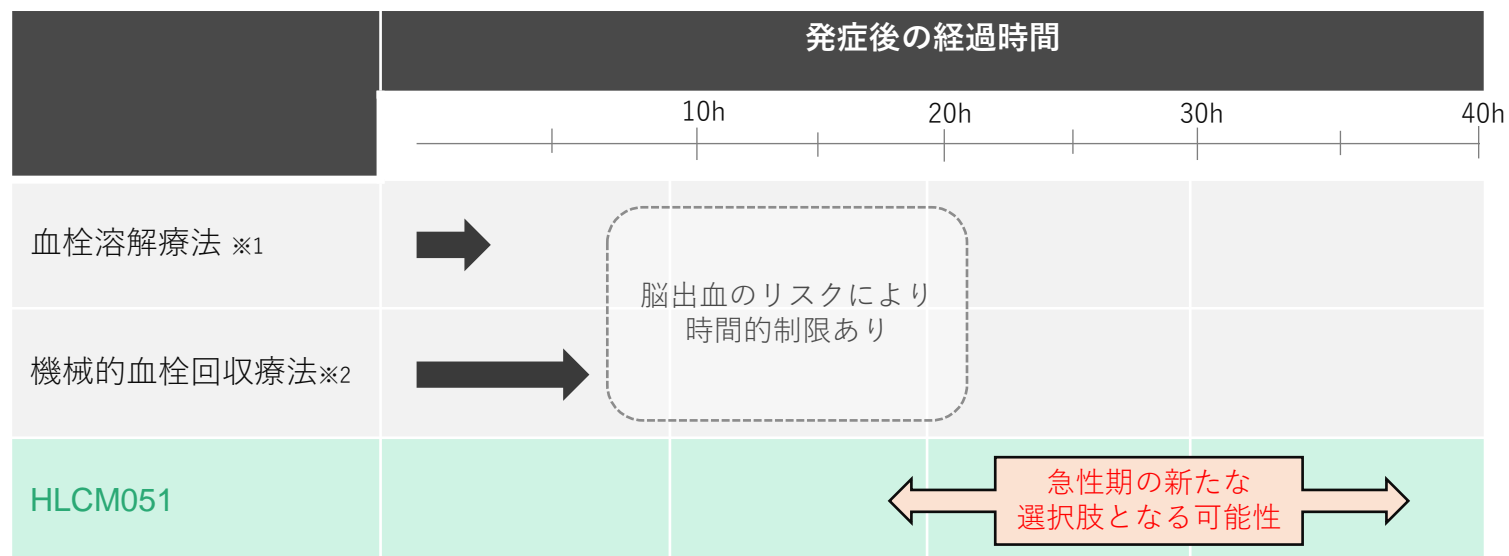 発症後の経過時間
10h 20h 30h 40h
血栓溶解療法 ※1
脳出血のリスクにより
時間的制限あり
機械的血栓回収療法※2
HLCM051
急性期の新たな
選択肢となる可能性